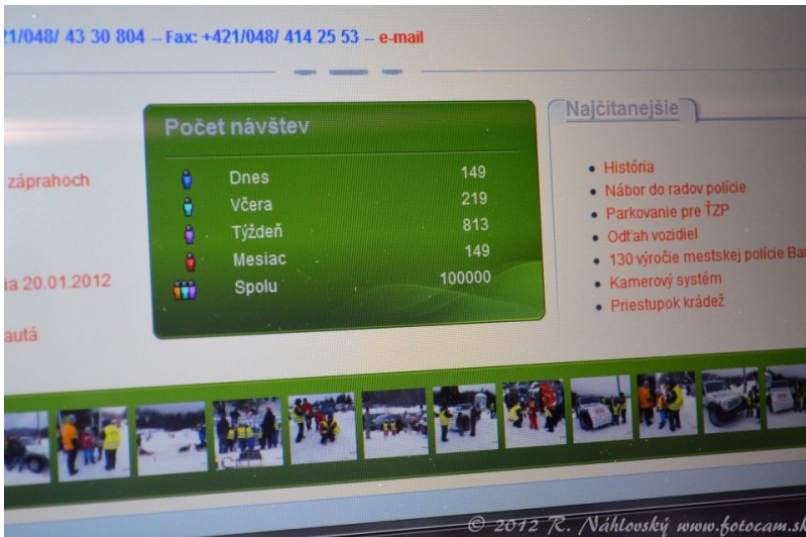 21/048/ 43 30 804 -- Fax: +421/048/ 414 25 53 -- e-mail
Počet návštev
Dnes 149
Včera 219
Týždeň 813
Mesiac 149
Spolu 100000
Najčítanejšie
História
Nábor do radov polície
Parkovanie pre ŤZP
Odťah vozidiel
130 výročie mestskej polície Ba
Kamerový systém
Priestupok krádež
záprahoch
ia 20.01.2012
autá
© 2012 R. Náhlovský www.fotocam.sk